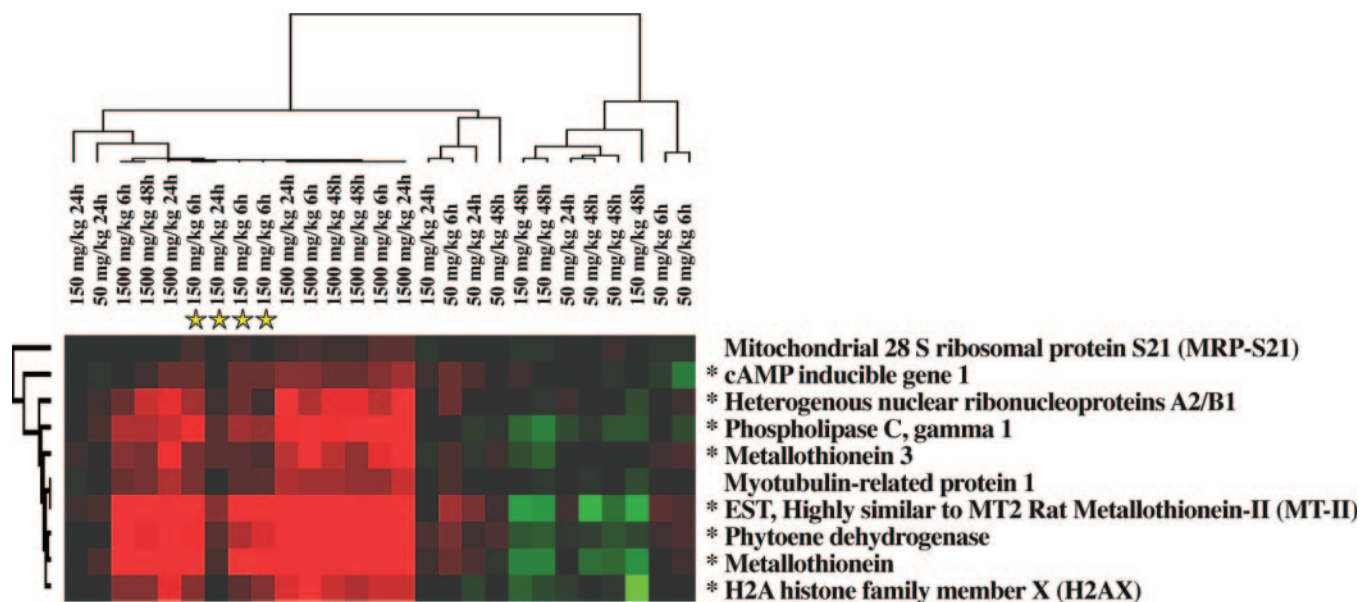 150 mg/kg 24h
50 mg/kg 24h
1500 mg/kg 6h
1500 mg/kg 48h
1500 mg/kg 24h
150 mg/kg 6h
150 mg/kg 24h
150 mg/kg 6h
150 mg/kg 6h
1500 mg/kg 24h
1500 mg/kg 6h
1500 mg/kg 48h
1500 mg/kg 48h
1500 mg/kg 6h
1500 mg/kg 24h
150 mg/kg 24h
50 mg/kg 6h
50 mg/kg 24h
50 mg/kg 48h
150 mg/kg 48h
150 mg/kg 48h
50 mg/kg 24h
50 mg/kg 48h
50 mg/kg 48h
150 mg/kg 48h
50 mg/kg 6h
50 mg/kg 6h
Mitochondrial 28 S ribosomal protein S21 (MRP-S21)
* cAMP inducible gene 1
* Heterogenous nuclear ribonucleoproteins A2/B1
* Phospholipase C, gamma 1
* Metallothionein 3
Myotubulin-related protein 1
* EST, Highly similar to MT2 Rat Metallothionein-II (MT-II)
* Phytoene dehydrogenase
* Metallothionein
* H2A histone family member X (H2AX)